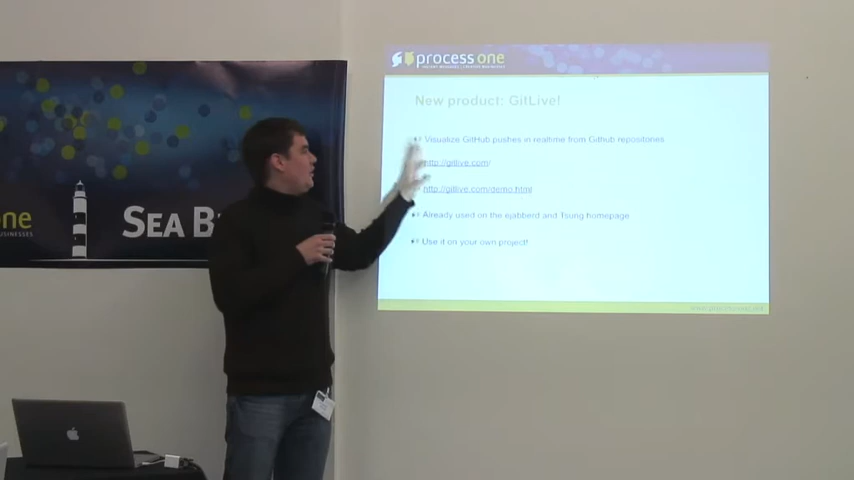 process one
New product: GitLive!
Visualize GitHub pushes in realtime from Github repositories
http://gitlive.com/
http://gitlive.com/demo.html
Already used on the ejabberd and Tsung homepage
Use it on your own project!
one
SEA B